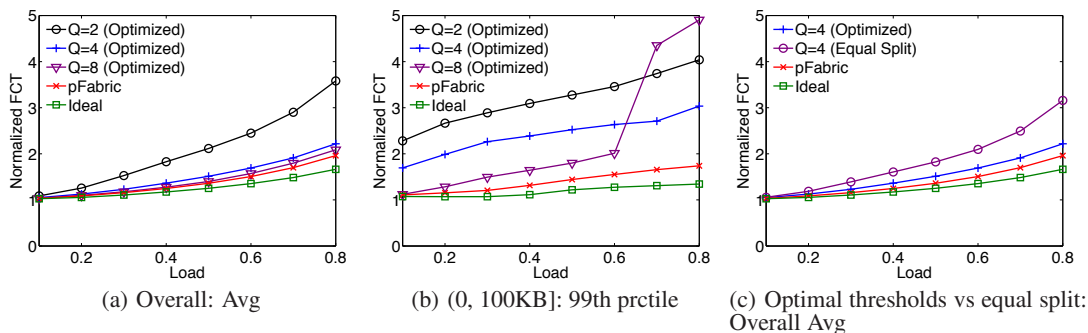 5
4
3
2
1
0
Normalized FCT
Q=2 (Optimized)
Q=4 (Optimized)
Q=8 (Optimized)
pFabric
Ideal
0.2
0.4
0.6
0.8
Load
(a) Overall: Avg
5
4
3
2
1
0
Normalized FCT
Q=2 (Optimized)
Q=4 (Optimized)
Q=8 (Optimized)
pFabric
Ideal
0.2
0.4
0.6
0.8
Load
(b) (0, 100KB]: 99th prctile
5
4
3
2
1
0
Normalized FCT
Q=4 (Optimized)
Q=4 (Equal Split)
pFabric
Ideal
0.2
0.4
0.6
0.8
Load
(c) Optimal thresholds vs equal split:
Overall Avg